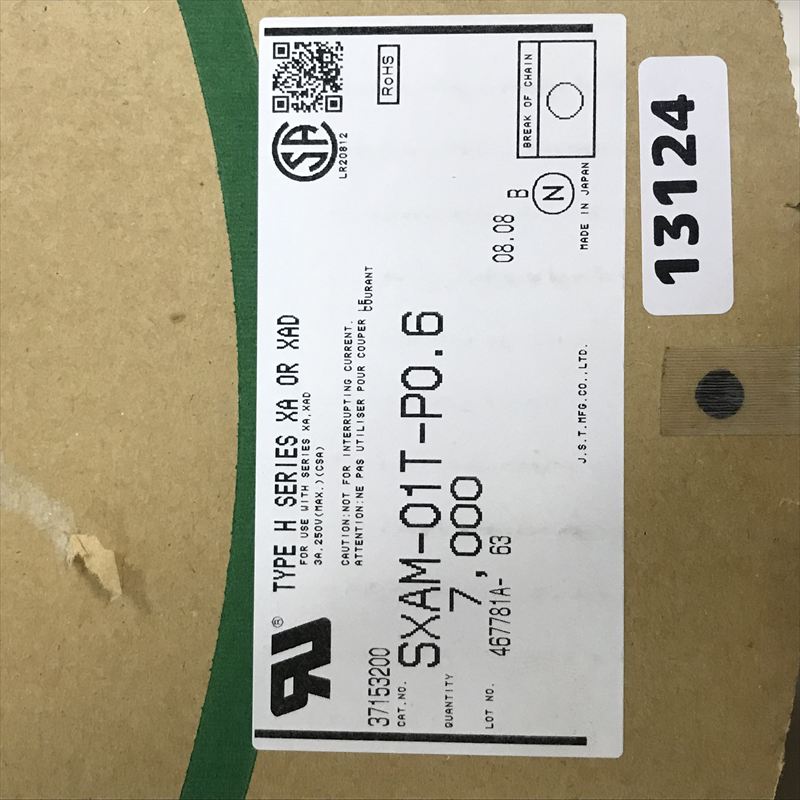 TYPE H SERIES XA OR XAD
FOR USE WITH SERIES XA,XAD
3A,250V(MAX.)(CSA)
CAUTION:NOT FOR INTERRUPTING CURRENT.
ATTENTION:NE PAS UTILISER POUR COUPER LE COURANT
LR20812
RoHS
37153200
CAT.NO. SXAM-01T-P0.6
QUANTITY 7,000
LOT NO. 467781A- 63
08.08 B
N
BREAK OF CHAIN
MADE IN JAPAN
J.S.T.MFG.CO.,LTD.
13124